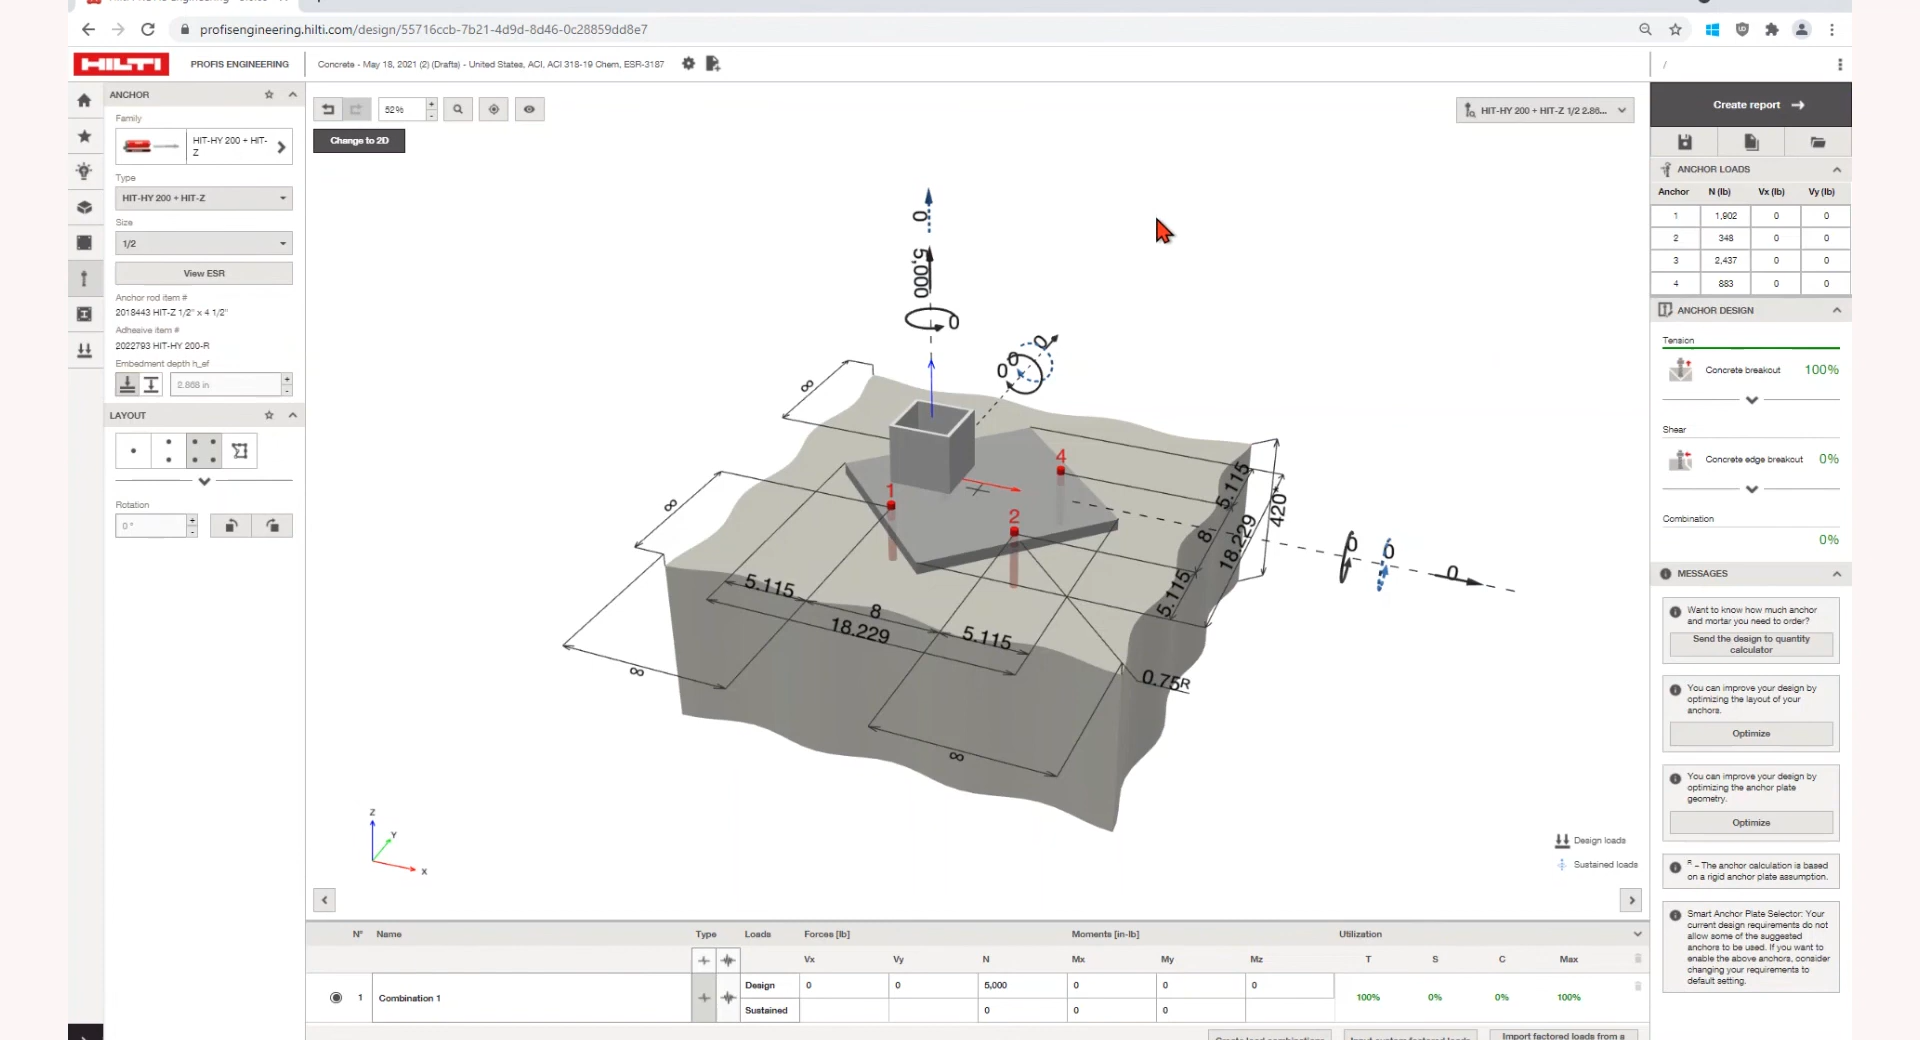 profisengineering.hilti.com/design/55716ccb-7b21-4d9d-8d46-0c28859dd8e7
HILTI
PROFIS ENGINEERING
Concrete - May 18, 2021 (2) (Drafts) - United States, ACI, ACI 318-19 Chem, ESR-3187
/
ANCHOR
Family
HIT-HY 200 + HIT-
Z
Type
HIT-HY 200 + HIT-Z
Size
1/2
View ESR
Anchor rod item #
2018443 HIT-Z 1/2" x 4 1/2"
Adhesive item #
2022793 HIT-HY 200-R
Embedment depth h_ef
2.868 in
LAYOUT
Rotation
0 °
52%
Change to 2D
HIT-HY 200 + HIT-Z 1/2 2.86...
0
5,000
0
0
0
0
∞
∞
∞
∞
1
2
4
5.115
8
18.229
5.115
5.115
8
18.229
5.115
420
0.75R
0
0
0
Z
Y
X
Design loads
Sustained loads
Create report
ANCHOR LOADS
Anchor N (lb) Vx (lb) Vy (lb)
1 1,902 0 0
2 348 0 0
3 2,437 0 0
4 883 0 0
ANCHOR DESIGN
Tension
Concrete breakout 100%
Shear
Concrete edge breakout 0%
Combination
0%
MESSAGES
Want to know how much anchor
and mortar you need to order?
Send the design to quantity
calculator
You can improve your design by
optimizing the layout of your
anchors.
Optimize
You can improve your design by
optimizing the anchor plate
geometry.
Optimize
R – The anchor calculation is based
on a rigid anchor plate assumption.
Smart Anchor Plate Selector: Your
current design requirements do not
allow some of the suggested
anchors to be used. If you want to
enable the above anchors, consider
changing your requirements to
default setting.
N° Name Type Loads Forces [lb] Moments [in-lb] Utilization
Vx Vy N Mx My Mz T S C Max
1 Combination 1 Design 0 0 5,000 0 0 0 100% 0% 0% 100%
Sustained 0 0 0
Import factored loads from a